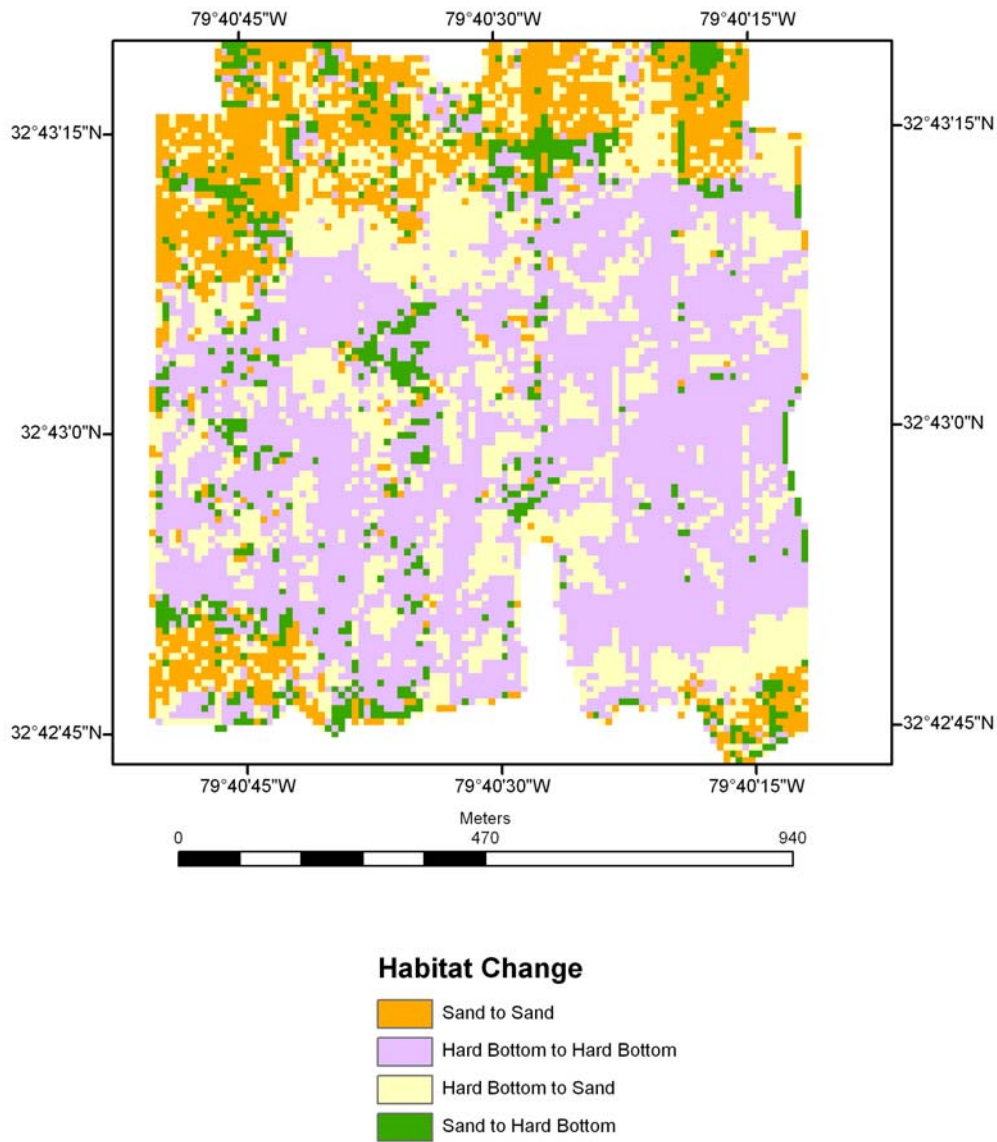 79°40'45"W 79°40'30"W 79°40'15"W
32°43'15"N 32°43'15"N
32°43'0"N 32°43'0"N
32°42'45"N 32°42'45"N
79°40'45"W 79°40'30"W 79°40'15"W
Meters
0 470 940
Habitat Change
Sand to Sand
Hard Bottom to Hard Bottom
Hard Bottom to Sand
Sand to Hard Bottom